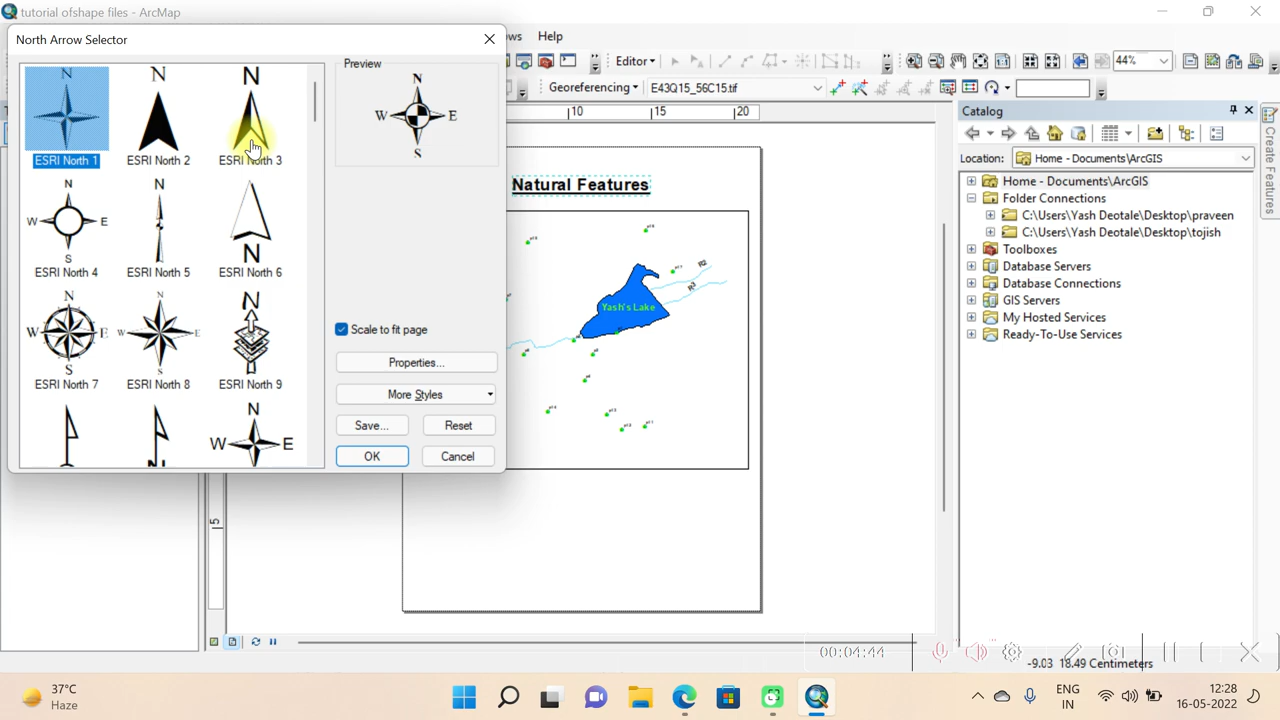 tutorial ofshape files - ArcMap
North Arrow Selector
ws Help
Preview
Editor
44%
N
N
N
ESRI North 1
ESRI North 2
ESRI North 3
N
W E
S
Georeferencing
E43Q15_56C15.tif
10 15 20
Catalog
Location: Home - Documents\ArcGIS
Home - Documents\ArcGIS
Folder Connections
C:\Users\Yash Deotale\Desktop\praveen
C:\Users\Yash Deotale\Desktop\tojish
Toolboxes
Database Servers
Database Connections
GIS Servers
My Hosted Services
Ready-To-Use Services
Create Features
N
W E
S
N
S
N
ESRI North 4
ESRI North 5
ESRI North 6
N
W E
S
N
W E
S
N
ESRI North 7
ESRI North 8
ESRI North 9
N
N
W E
Scale to fit page
Properties...
More Styles
Save...
Reset
OK
Cancel
Natural Features
R2
R3
Yash's Lake
5
00:04:44
-9.03 18.49 Centimeters
37°C
Haze
ENG
IN
12:28
16-05-2022